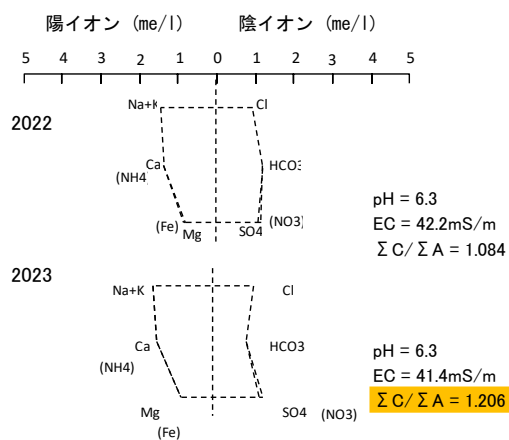 陽イオン (me/l) 陰イオン (me/l)
5 4 3 2 1 0 1 2 3 4 5
2022
Na+K Cl
Ca HCO3
(NH4)
(Fe) Mg SO4 (NO3)
pH = 6.3
EC = 42.2mS/m
ΣC/ΣA = 1.084
2023
Na+K Cl
Ca HCO3
(NH4)
Mg SO4 (NO3)
(Fe)
pH = 6.3
EC = 41.4mS/m
ΣC/ΣA = 1.206